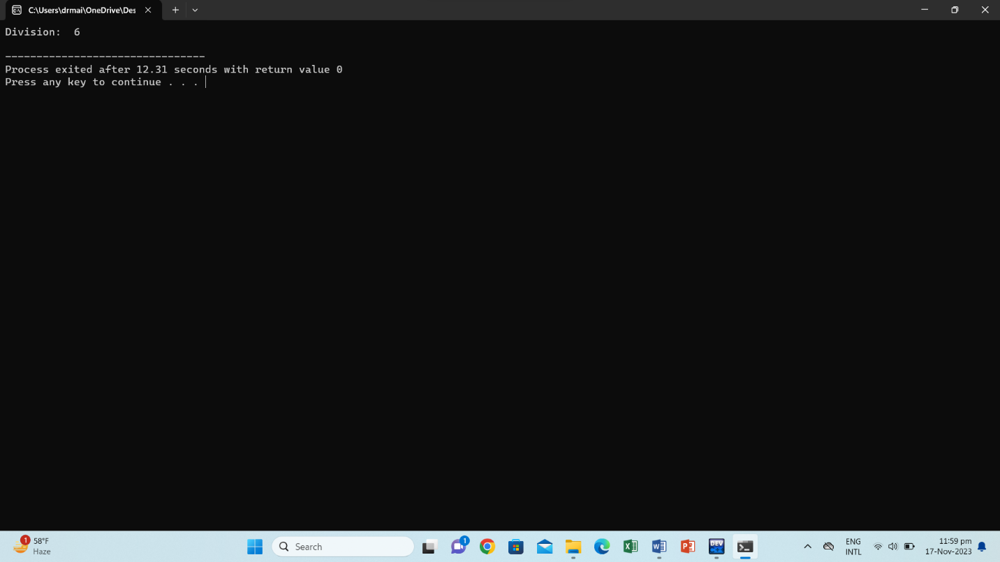 C:\Users\drmai\OneDrive\Des
Division:  6
--------------------------------
Process exited after 12.31 seconds with return value 0
Press any key to continue . . .
1
58°F
Haze
Search
1
DEV
ENG
INTL
11:59 pm
17-Nov-2023